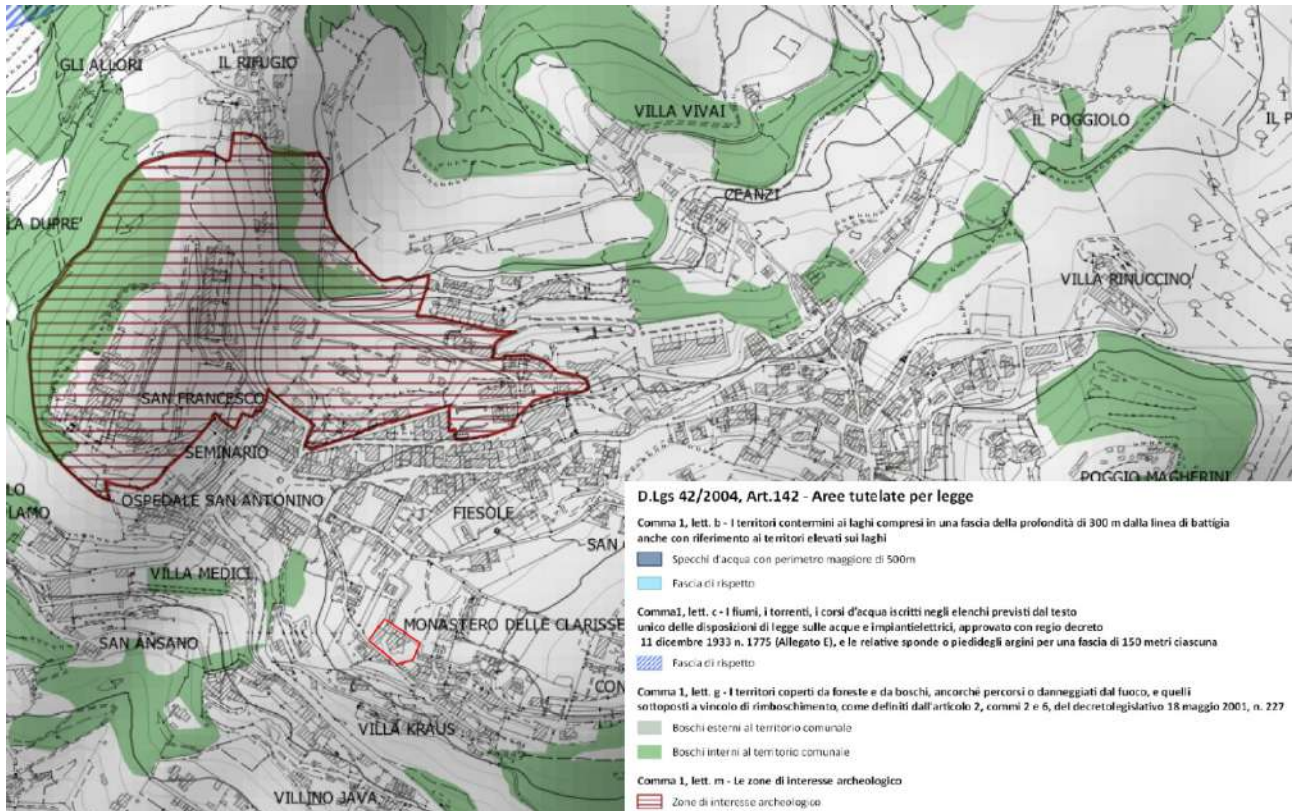 GLI ALLORI
IL RIFUGIO
VILLA VIVAI
IL POGGIOLO
IL P
CEANZI
LA DUPRE'
VILLA RINUCCINO
SAN FRANCESCO
SEMINARIO
POGGIO MAGHERINI
LO
LAMO
OSPEDALE SAN ANTONINO
FIESOLE
SAN
VILLA MEDICI
MONASTERO DELLE CLARISSE
SAN ANSANO
CON
VILLA KRAUS
VILLINO JAVA
D.Lgs 42/2004, Art.142 - Aree tutelate per legge
Comma 1, lett. b - I territori contermini ai laghi compresi in una fascia della profondità di 300 m dalla linea di battigia
anche con riferimento ai territori elevati sui laghi
Specchi d'acqua con perimetro maggiore di 500m
Fascia di rispetto
Comma1, lett. c - I fiumi, i torrenti, i corsi d'acqua iscritti negli elenchi previsti dal testo
unico delle disposizioni di legge sulle acque e impiantielettrici, approvato con regio decreto
11 dicembre 1933 n. 1775 (Allegato E), e le relative sponde o piedidegli argini per una fascia di 150 metri ciascuna
Fascia di rispetto
Comma 1, lett. g - I territori coperti da foreste e da boschi, ancorché percorsi o danneggiati dal fuoco, e quelli
sottoposti a vincolo di rimboschimento, come definiti dall'articolo 2, commi 2 e 6, del decretolegislativo 18 maggio 2001, n. 227
Boschi esterni al territorio comunale
Boschi interni al territorio comunale
Comma 1, lett. m - Le zone di interesse archeologico
Zone di interesse archeologico